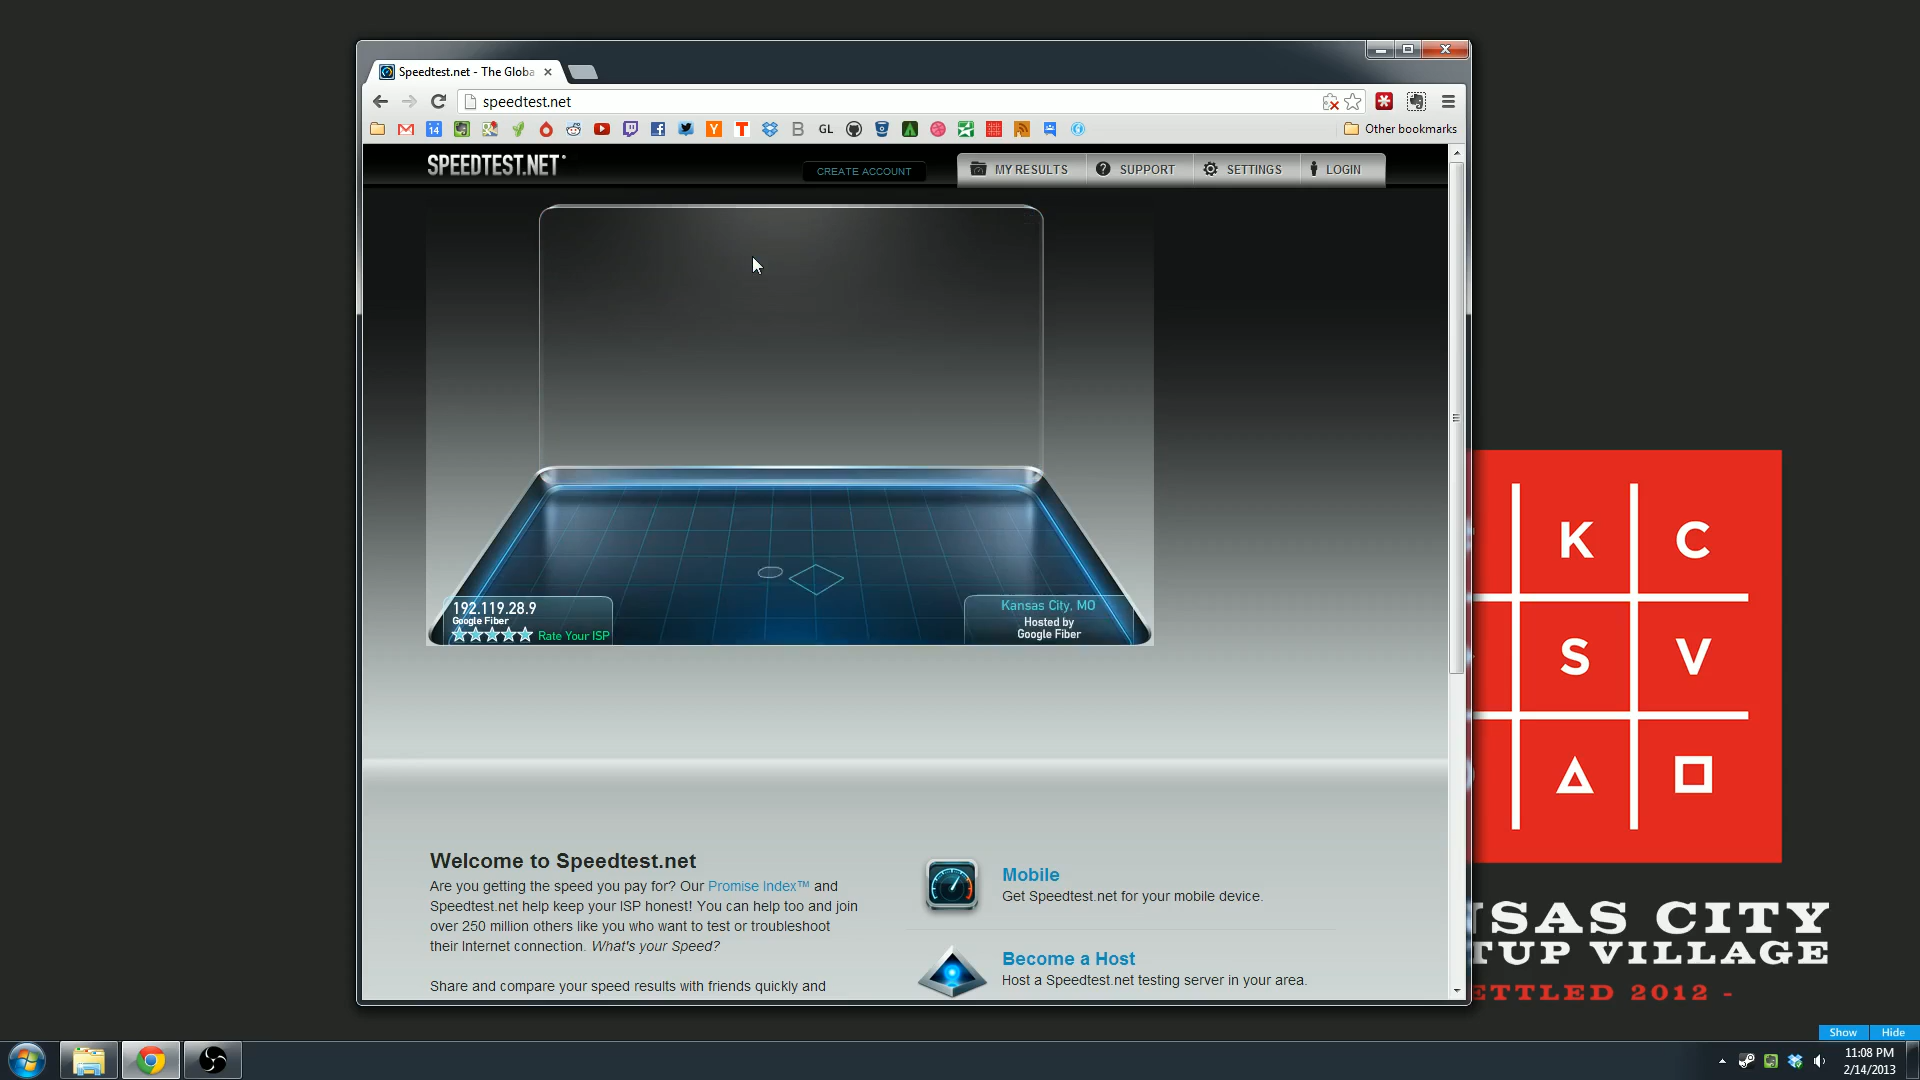 Speedtest.net - The Globa
speedtest.net
14
GL
Other bookmarks
SPEEDTEST.NET
CREATE ACCOUNT
MY RESULTS
SUPPORT
SETTINGS
LOGIN
192.119.28.9
Google Fiber
Rate Your ISP
Kansas City, MO
Hosted by
Google Fiber
Welcome to Speedtest.net
Are you getting the speed you pay for? Our Promise Index™ and
Speedtest.net help keep your ISP honest! You can help too and join
over 250 million others like you who want to test or troubleshoot
their Internet connection. What's your Speed?
Share and compare your speed results with friends quickly and
Mobile
Get Speedtest.net for your mobile device.
Become a Host
Host a Speedtest.net testing server in your area.
K C
S V
NSAS CITY
TUP VILLAGE
ETTLED 2012 -
Show Hide
11:08 PM
2/14/2013